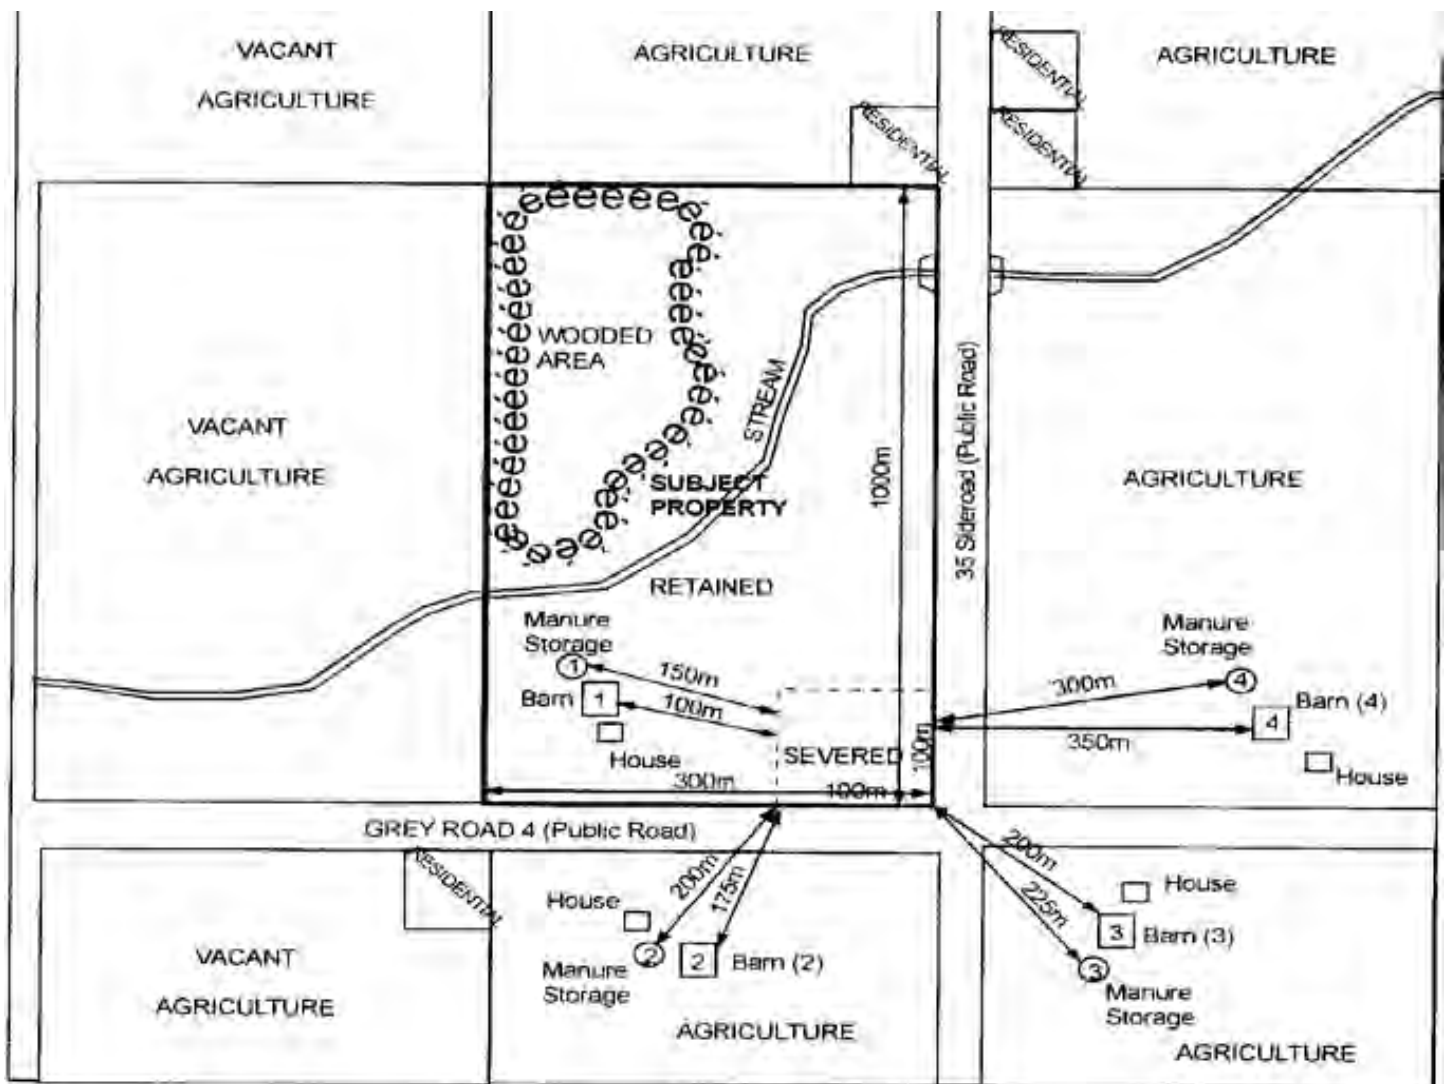 VACANT
AGRICULTURE
AGRICULTURE
RESIDENTIAL
RESIDENTIAL
RESIDENTIAL
AGRICULTURE
WOODED
AREA
STREAM
SUBJECT
PROPERTY
1000m
35 Sideroad (Public Road)
VACANT
AGRICULTURE
AGRICULTURE
RETAINED
Manure
Storage
1
150m
Barn
1
100m
House
SEVERED
100m
300m
100m
Manure
Storage
4
300m
Barn (4)
4
350m
House
GREY ROAD 4 (Public Road)
RESIDENTIAL
VACANT
AGRICULTURE
200m
175m
House
2
Manure
Storage
2
Barn (2)
AGRICULTURE
200m
225m
House
3
Barn (3)
3
Manure
Storage
AGRICULTURE